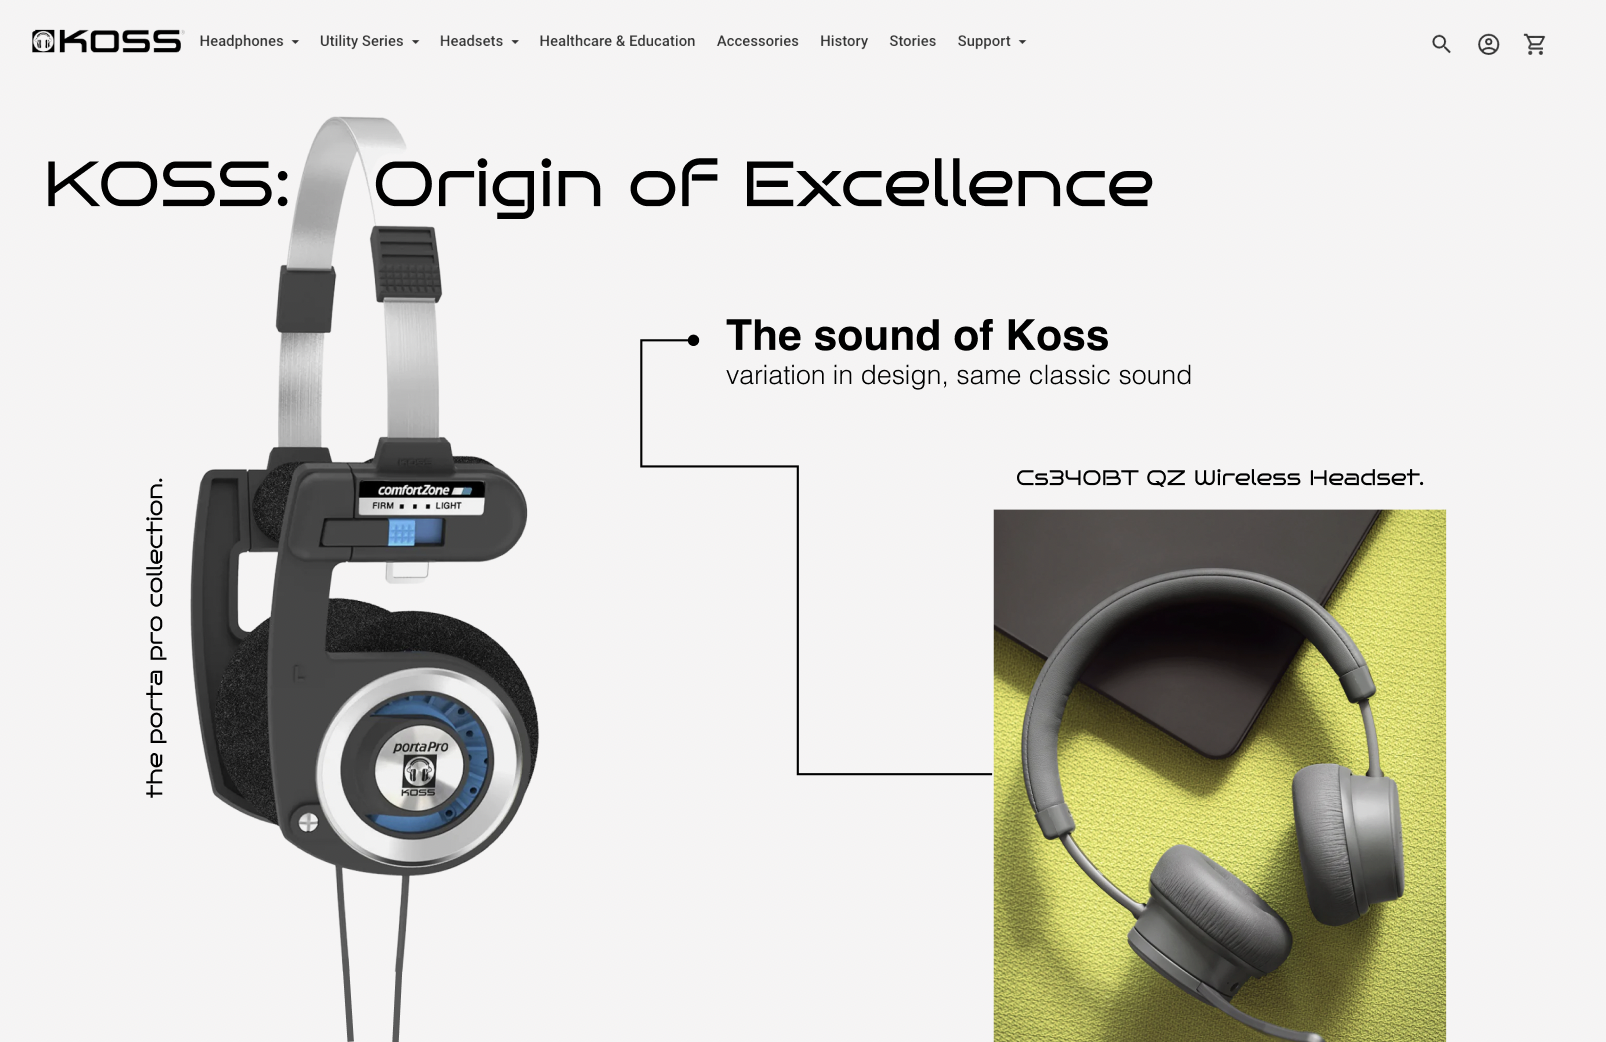 KOSS
Headphones
Utility Series
Headsets
Healthcare & Education
Accessories
History
Stories
Support
KOSS: Origin of Excellence
The sound of Koss
variation in design, same classic sound
Cs340BT QZ Wireless Headset.
the porta pro collection.
comfortZone
FIRM LIGHT
portaPro
KOSS